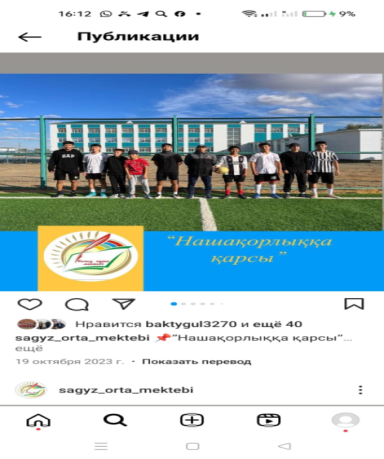 16:12
9%
Публикации
"Нашақорлыққа
қарсы"
Нравится baktygul3270 и ещё 40
sagyz_orta_mektebi 📌"Нашақорлыққа қарсы"...
ещё
19 октября 2023 г. • Показать перевод
sagyz_orta_mektebi